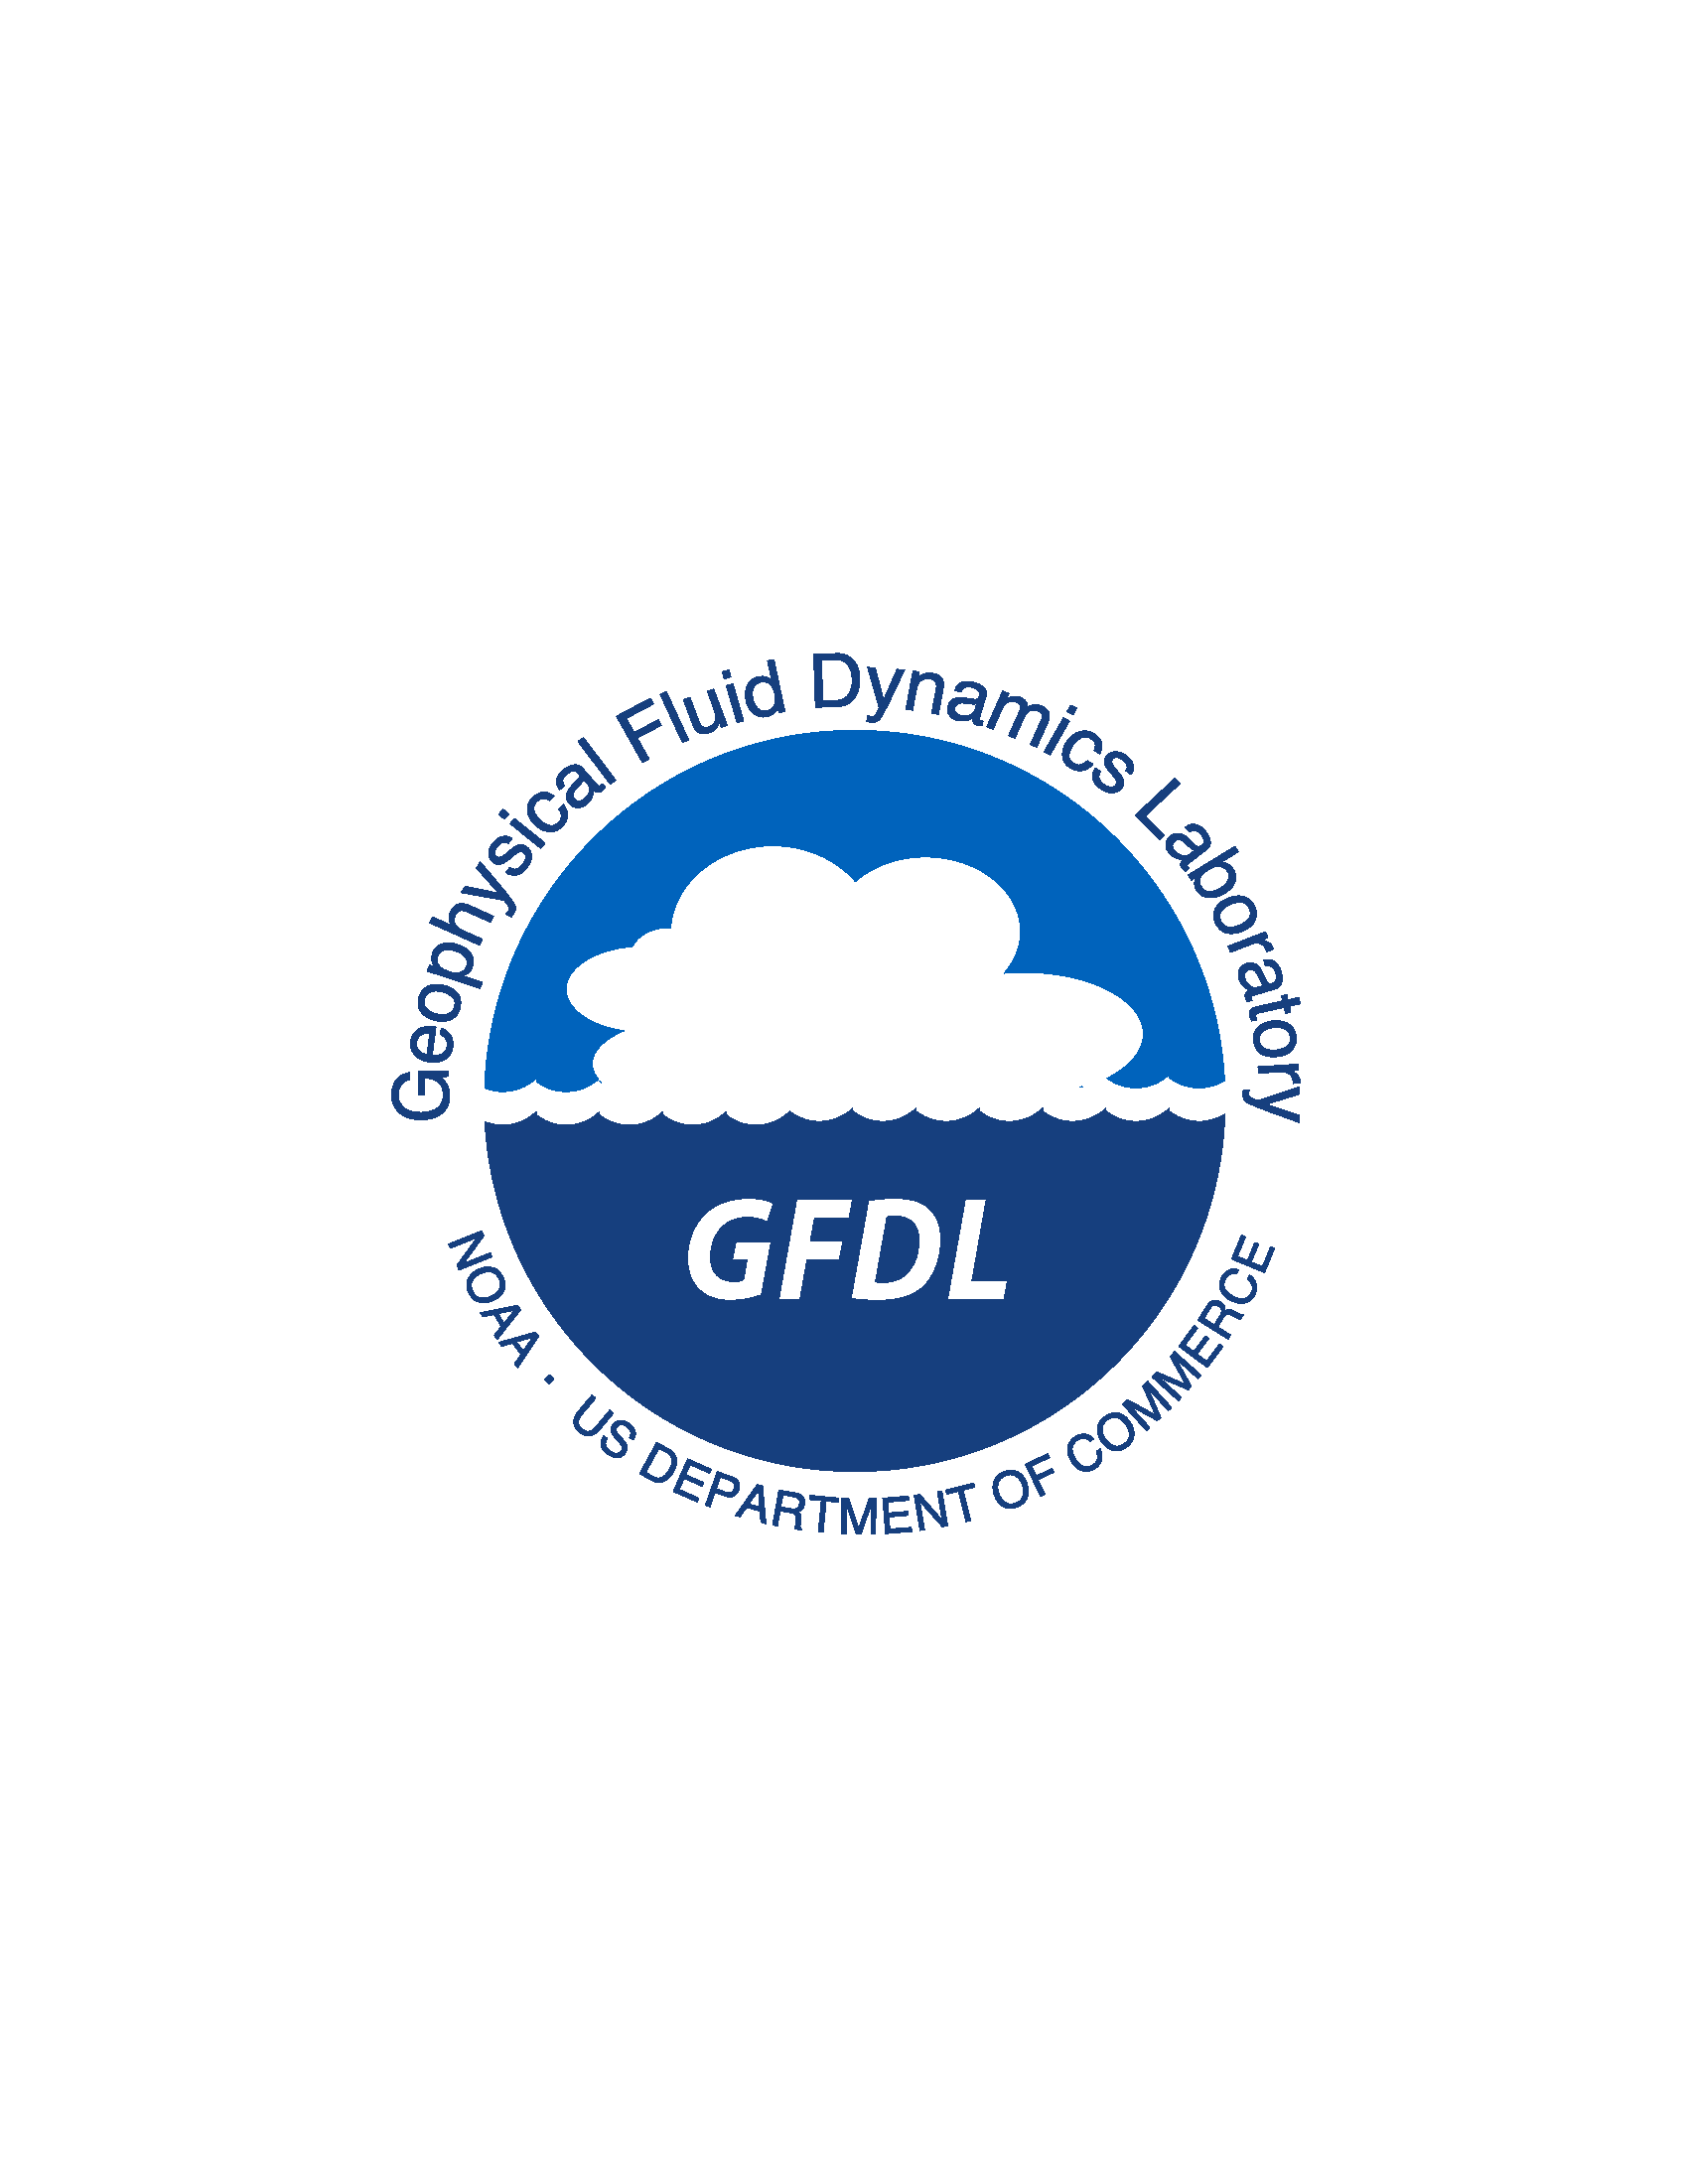 Geophysical Fluid Dynamics Laboratory
GFDL
NOAA · US DEPARTMENT OF COMMERCE